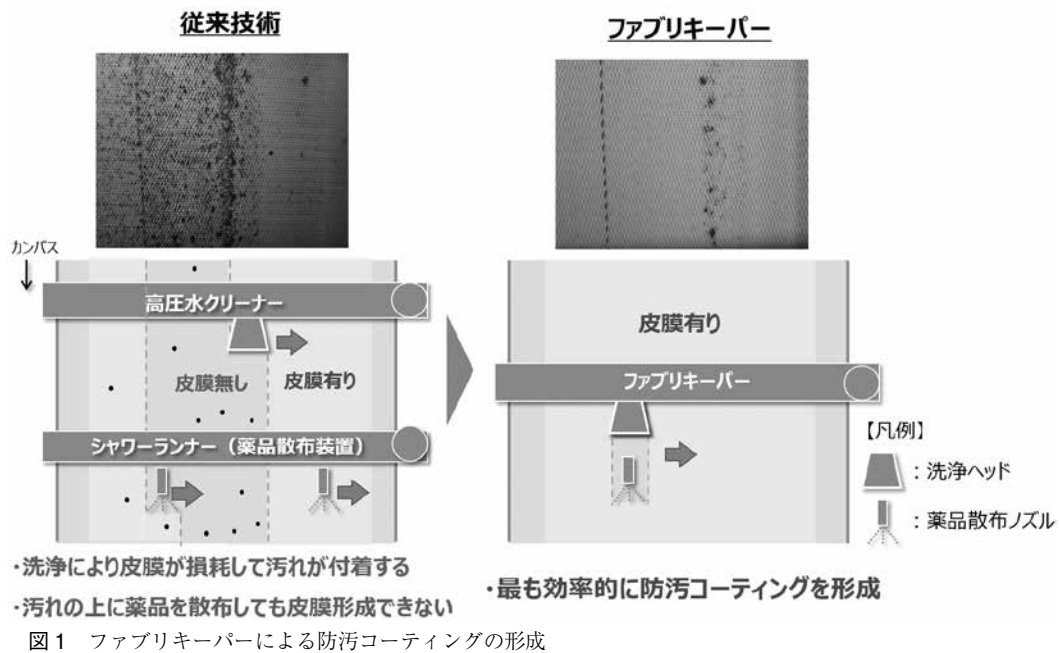 従来技術
ファブリキーパー
カンバス
高圧水クリーナー
皮膜無し
皮膜有り
シャワーランナー（薬品散布装置）
皮膜有り
ファブリキーパー
【凡例】
：洗浄ヘッド
：薬品散布ノズル
・洗浄により皮膜が損耗して汚れが付着する
・汚れの上に薬品を散布しても皮膜形成できない
・最も効率的に防汚コーティングを形成
図1　ファブリキーパーによる防汚コーティングの形成